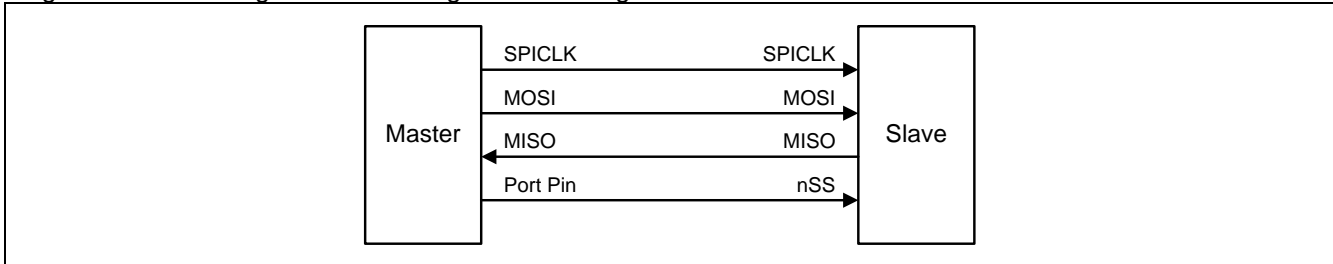 SPICLK SPICLK
MOSI MOSI
Master MISO MISO Slave
Port Pin nSS